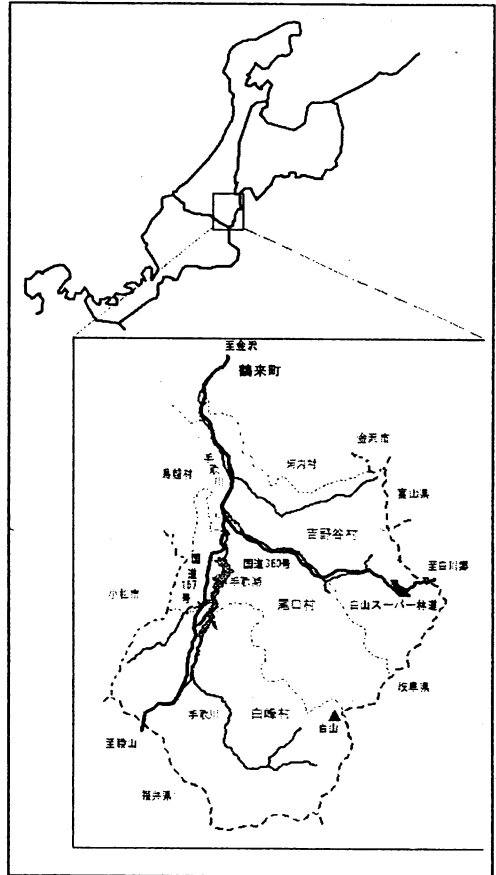 至金沢
鶴来町
金沢市
手取川
河内村
鳥越村
富山県
吉野谷村
国道360号
至白川郷
国道157号
手取湖
小松市
尾口村
白山スーパー林道
岐阜県
手取川
白峰村
白山
至勝山
福井県